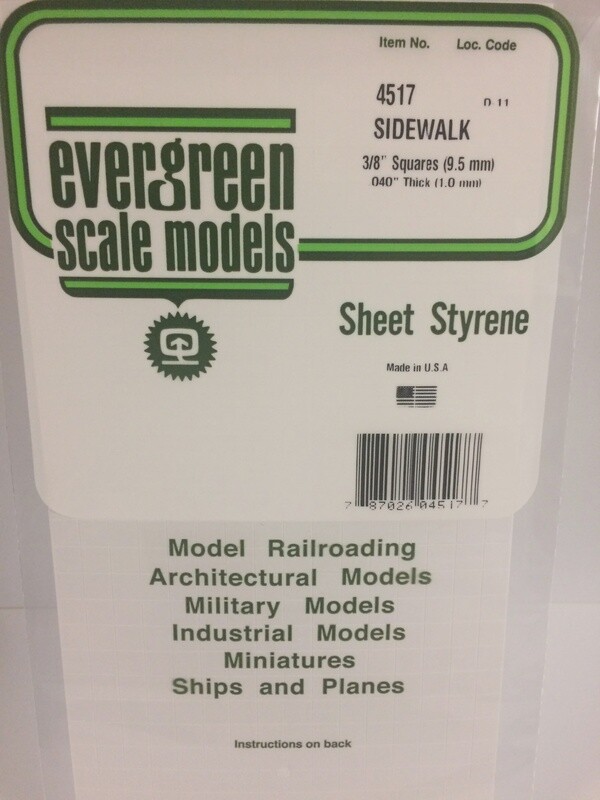 Item No. Loc. Code
4517 D-11
SIDEWALK
3/8" Squares (9.5 mm)
.040" Thick (1.0 mm)
evergreen
scale models
Sheet Styrene
Made in U.S.A
7 87026 04517 7
Model Railroading
Architectural Models
Military Models
Industrial Models
Miniatures
Ships and Planes
Instructions on back